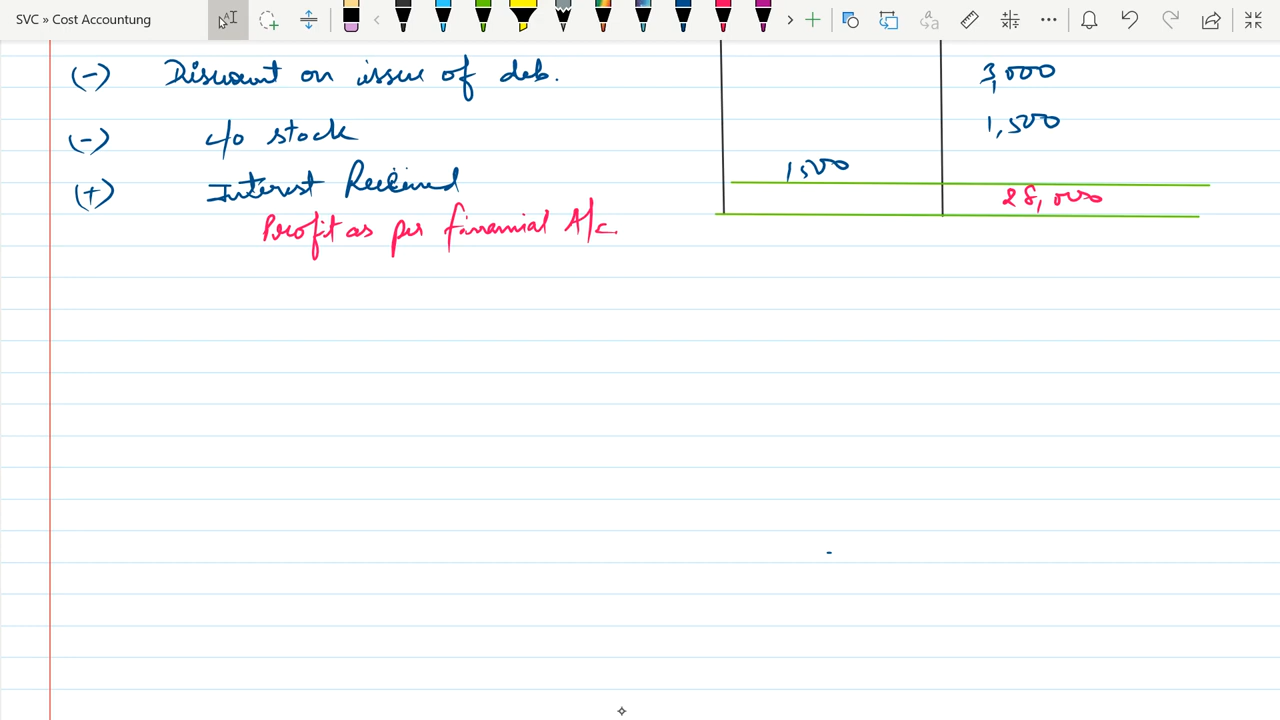 SVC » Cost Accountung
(-) Discount on issue of deb. 3,000
(-) c/o stock 1,500
(+) Interest Received 1500
Profit as per financial A/c. 28,000